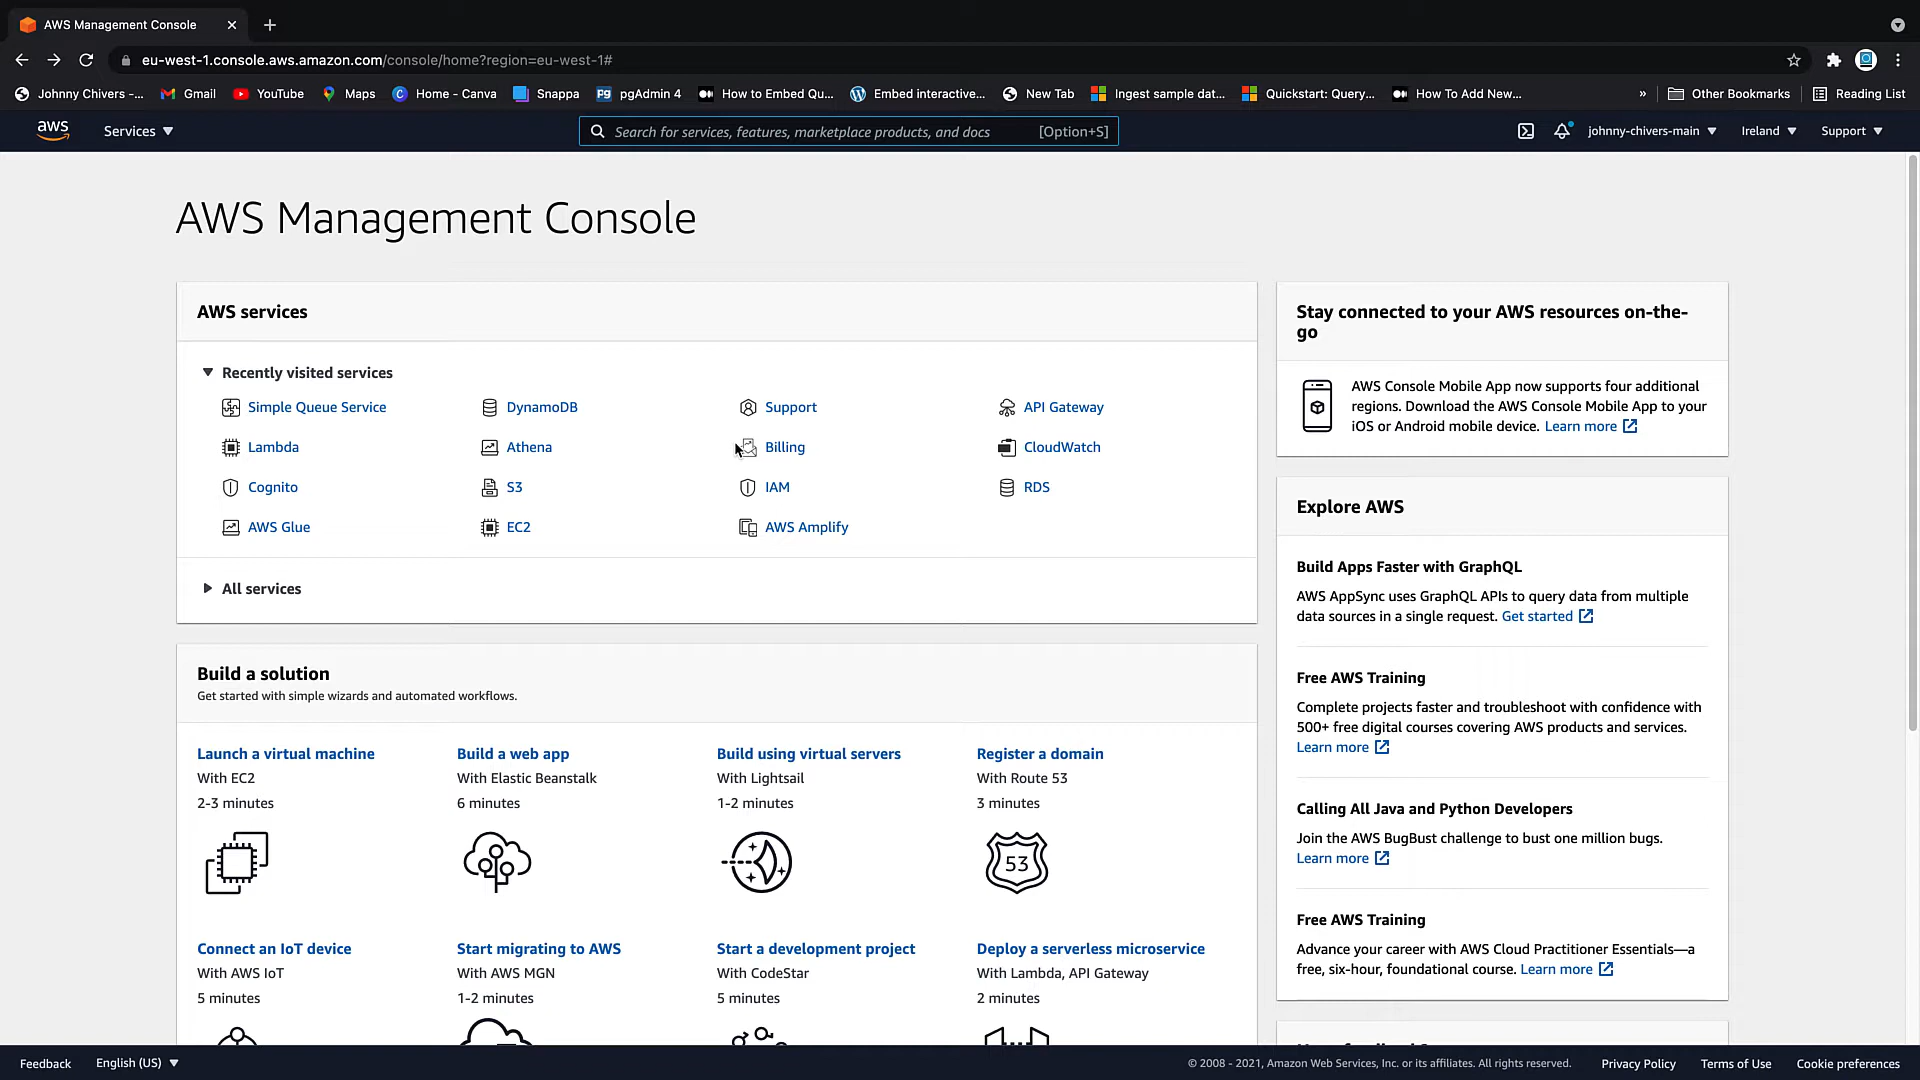 AWS Management Console
eu-west-1.console.aws.amazon.com/console/home?region=eu-west-1#
Johnny Chivers -...
Gmail
YouTube
Maps
Home - Canva
Snappa
pgAdmin 4
How to Embed Qu...
Embed interactive...
New Tab
Ingest sample dat...
Quickstart: Query...
How To Add New...
»
Other Bookmarks
Reading List
aws
Services
Search for services, features, marketplace products, and docs
[Option+S]
johnny-chivers-main
Ireland
Support
AWS Management Console
AWS services
Recently visited services
Simple Queue Service
DynamoDB
Support
API Gateway
Lambda
Athena
Billing
CloudWatch
Cognito
S3
IAM
RDS
AWS Glue
EC2
AWS Amplify
All services
Build a solution
Get started with simple wizards and automated workflows.
Launch a virtual machine
With EC2
2-3 minutes
Build a web app
With Elastic Beanstalk
6 minutes
Build using virtual servers
With Lightsail
1-2 minutes
Register a domain
With Route 53
3 minutes
53
Connect an IoT device
With AWS IoT
5 minutes
Start migrating to AWS
With AWS MGN
1-2 minutes
Start a development project
With CodeStar
5 minutes
Deploy a serverless microservice
With Lambda, API Gateway
2 minutes
Stay connected to your AWS resources on-the-
go
AWS Console Mobile App now supports four additional
regions. Download the AWS Console Mobile App to your
iOS or Android mobile device. Learn more
Explore AWS
Build Apps Faster with GraphQL
AWS AppSync uses GraphQL APIs to query data from multiple
data sources in a single request. Get started
Free AWS Training
Complete projects faster and troubleshoot with confidence with
500+ free digital courses covering AWS products and services.
Learn more
Calling All Java and Python Developers
Join the AWS BugBust challenge to bust one million bugs.
Learn more
Free AWS Training
Advance your career with AWS Cloud Practitioner Essentials—a
free, six-hour, foundational course. Learn more
Feedback
English (US)
© 2008 - 2021, Amazon Web Services, Inc. or its affiliates. All rights reserved.
Privacy Policy
Terms of Use
Cookie preferences